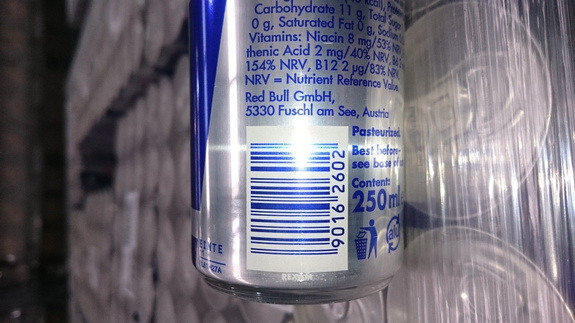 Carbohydrate 11 g, Total Sugar
0 g, Saturated Fat 0 g, Sodium
Vitamins: Niacin 8 mg/53% NRV
thenic Acid 2 mg/40% NRV, B6
154% NRV, B12 2 µg/83% NRV.
NRV = Nutrient Reference Value.
Red Bull GmbH,
5330 Fuschl am See, Austria
Pasteurized.
Best before-
see base of
Content:
250 ml
90162602
REXAM